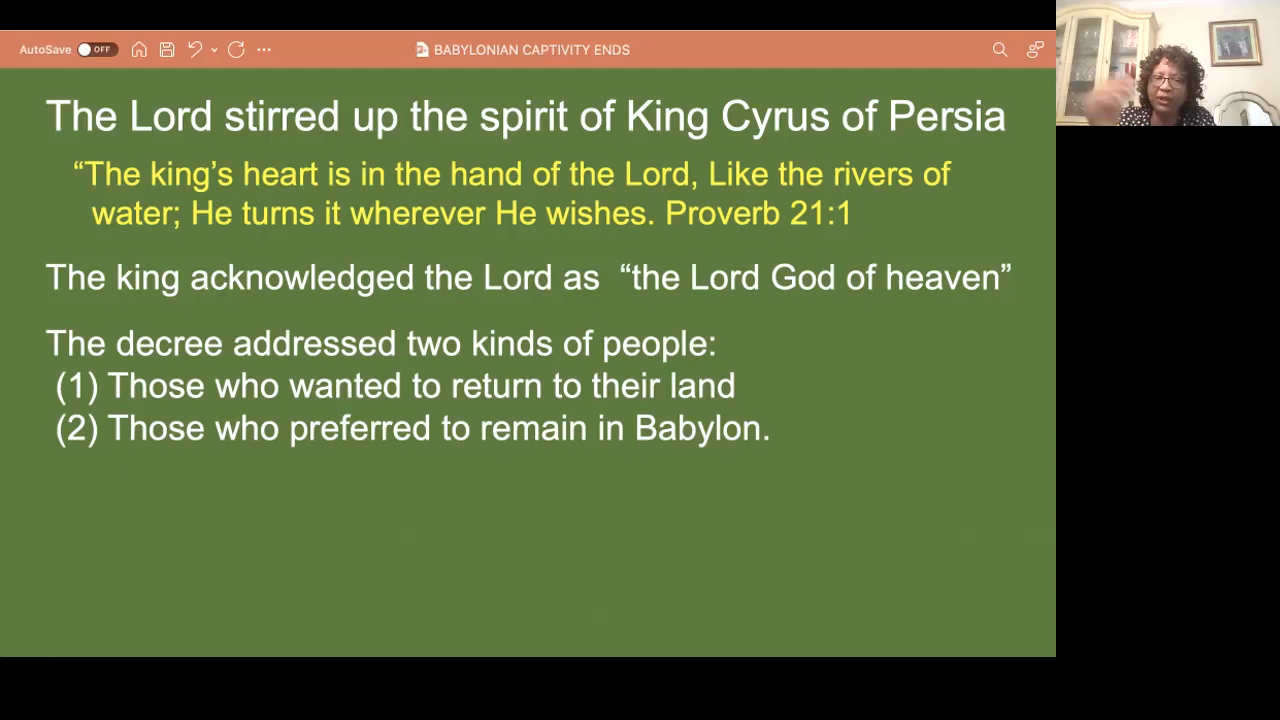 AutoSave OFF
BABYLONIAN CAPTIVITY ENDS
The Lord stirred up the spirit of King Cyrus of Persia
“The king’s heart is in the hand of the Lord, Like the rivers of
water; He turns it wherever He wishes. Proverb 21:1
The king acknowledged the Lord as “the Lord God of heaven”
The decree addressed two kinds of people:
(1) Those who wanted to return to their land
(2) Those who preferred to remain in Babylon.